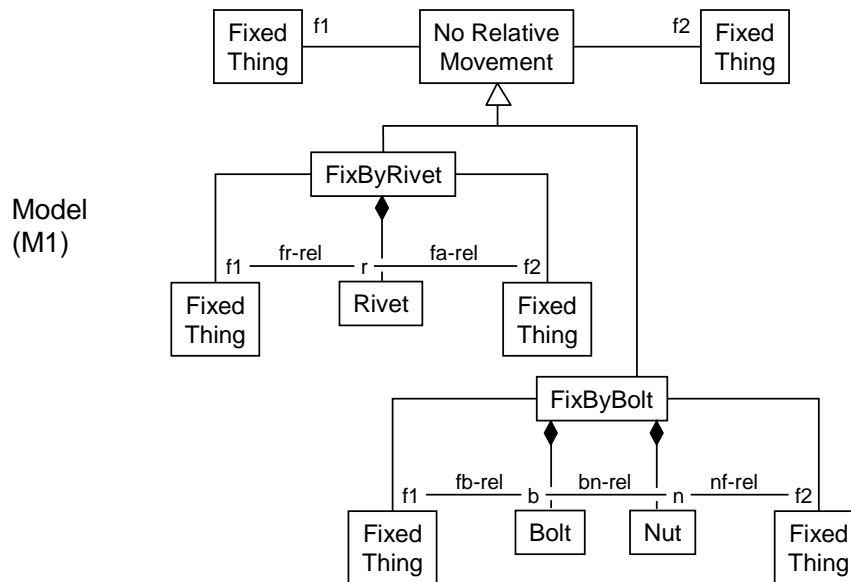 f1
f2
Fixed
Thing
No Relative
Movement
Fixed
Thing
FixByRivet
Model
(M1)
fr-rel
fa-rel
f1
r
f2
Fixed
Thing
Rivet
Fixed
Thing
FixByBolt
fb-rel
bn-rel
nf-rel
f1
b
n
f2
Fixed
Thing
Bolt
Nut
Fixed
Thing